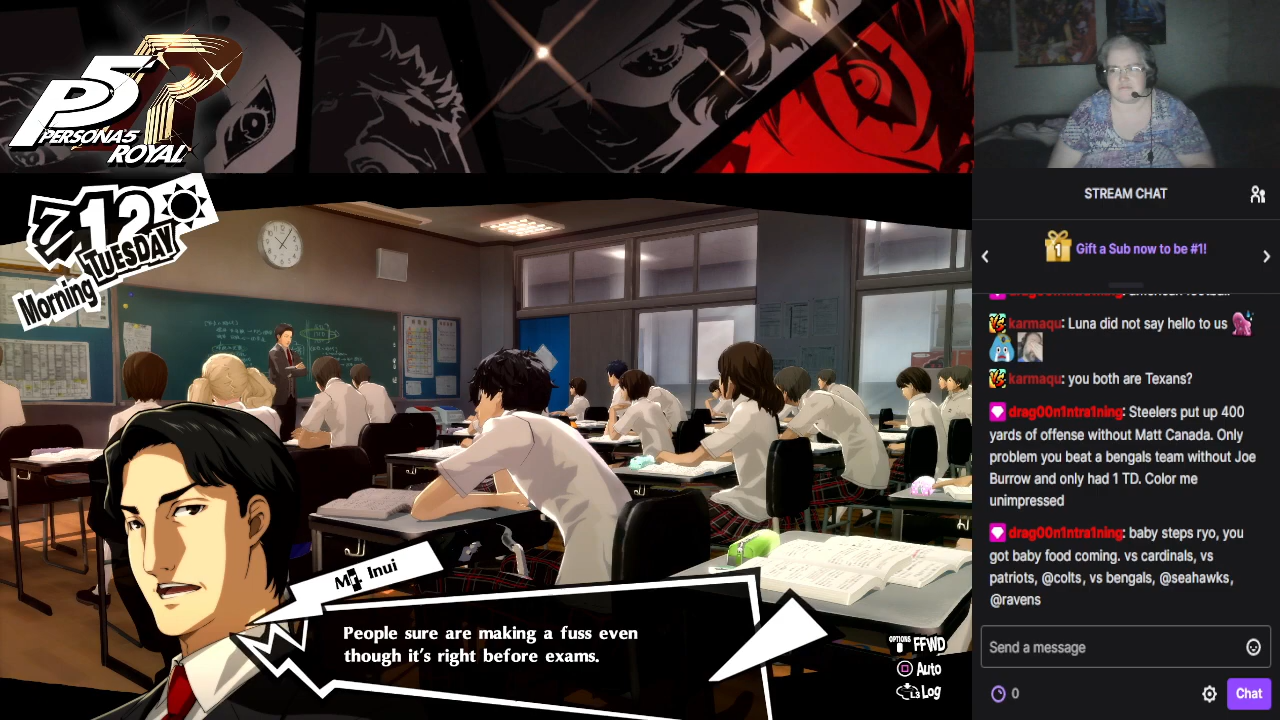 P5R
PERSONA5
ROYAL
7/12
TUESDAY
Morning
Mr. Inui
People sure are making a fuss even
though it's right before exams.
OPTIONS FFWD
Auto
L3 Log
STREAM CHAT
1 Gift a Sub now to be #1!
karmaqu: Luna did not say hello to us
karmaqu: you both are Texans?
drag00n1ntra1ning: Steelers put up 400
yards of offense without Matt Canada. Only
problem you beat a bengals team without Joe
Burrow and only had 1 TD. Color me
unimpressed
drag00n1ntra1ning: baby steps ryo, you
got baby food coming. vs cardinals, vs
patriots, @colts, vs bengals, @seahawks,
@ravens
Send a message
0
Chat